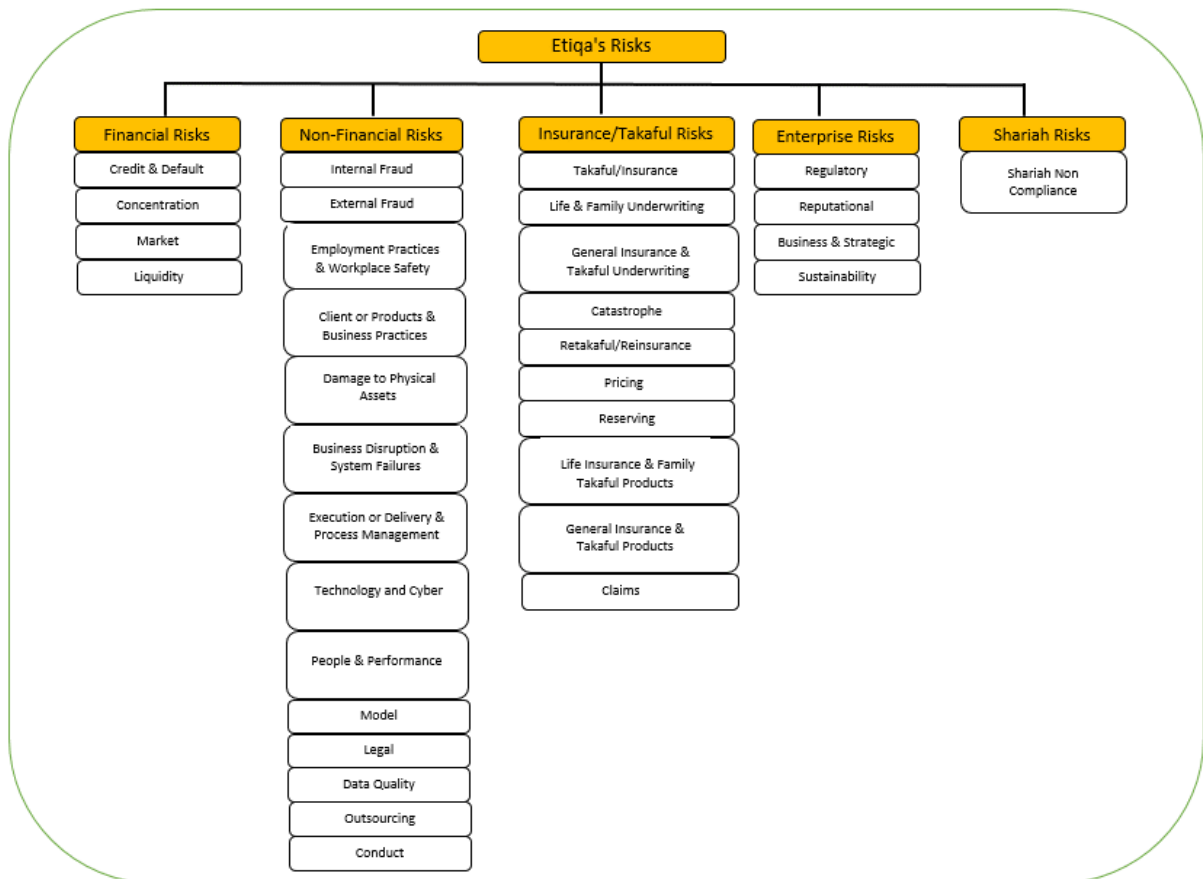 Etiqa's Risks
Financial Risks
Credit & Default
Concentration
Market
Liquidity
Non-Financial Risks
Internal Fraud
External Fraud
Employment Practices
& Workplace Safety
Client or Products &
Business Practices
Damage to Physical
Assets
Business Disruption &
System Failures
Execution or Delivery &
Process Management
Technology and Cyber
People & Performance
Model
Legal
Data Quality
Outsourcing
Conduct
Insurance/Takaful Risks
Takaful/Insurance
Life & Family Underwriting
General Insurance &
Takaful Underwriting
Catastrophe
Retakaful/Reinsurance
Pricing
Reserving
Life Insurance & Family
Takaful Products
General Insurance &
Takaful Products
Claims
Enterprise Risks
Regulatory
Reputational
Business & Strategic
Sustainability
Shariah Risks
Shariah Non
Compliance